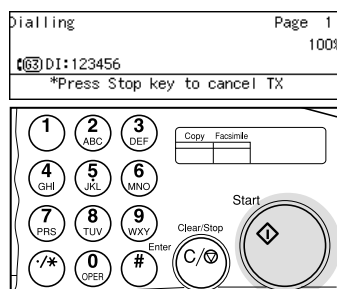 Dialling Page 1
100%
G3 DI:123456
*Press Stop key to cancel TX
1 2 ABC 3 DEF
Copy Facsimile
4 GHI 5 JKL 6 MNO
Start
7 PRS 8 TUV 9 WXY
Clear/Stop
Enter
·/* 0 OPER # C/